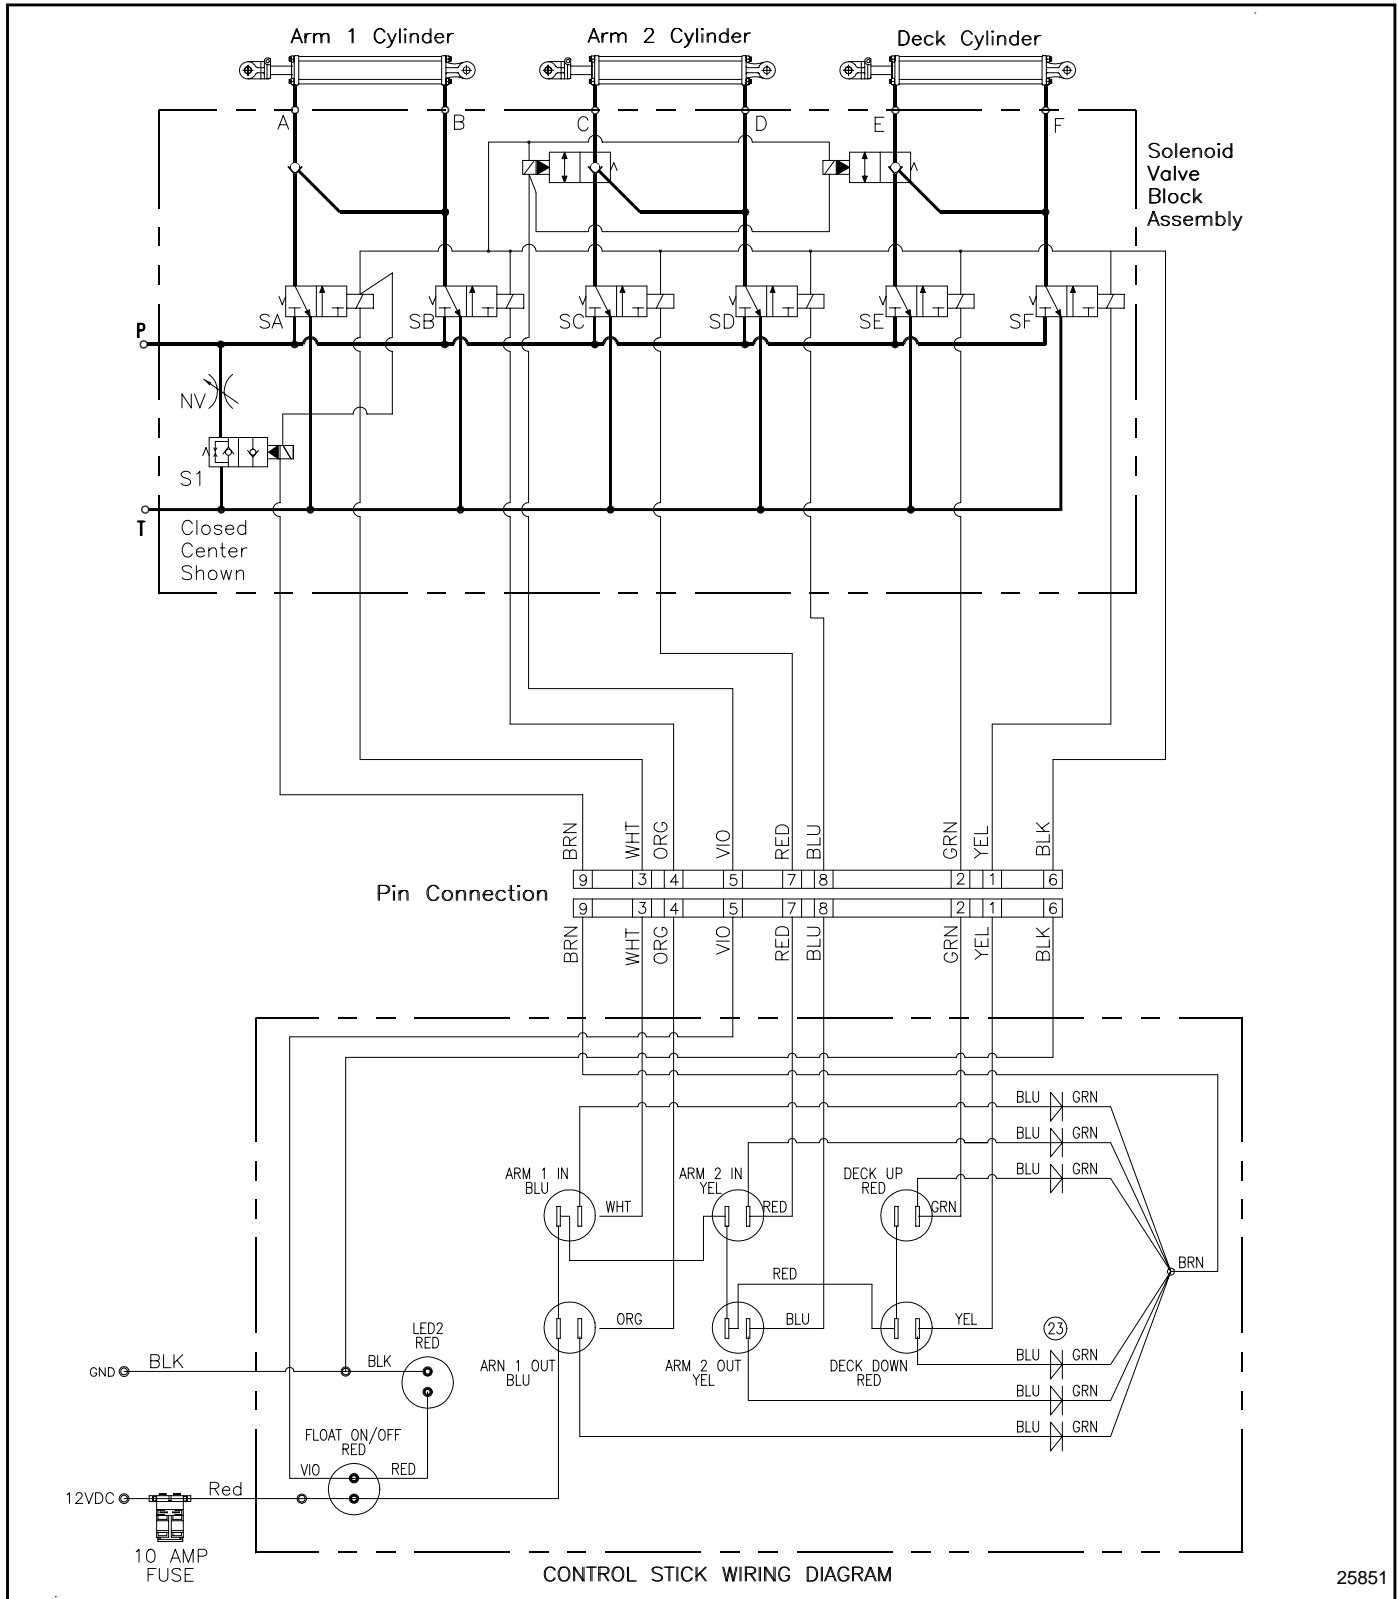 Arm 1 Cylinder
Arm 2 Cylinder
Deck Cylinder
A
B
C
D
E
F
Solenoid
Valve
Block
Assembly
SA
SB
SC
SD
SE
SF
P
NV
S1
T
Closed
Center
Shown
BRN
WHT
ORG
VIO
RED
BLU
GRN
YEL
BLK
Pin Connection
9 3 4 5 7 8 2 1 6
9 3 4 5 7 8 2 1 6
BRN
WHT
ORG
VIO
RED
BLU
GRN
YEL
BLK
BLU GRN
BLU GRN
BLU GRN
ARM 1 IN
BLU
WHT
ARM 2 IN
YEL
RED
DECK UP
RED
GRN
BRN
RED
ORG
BLU
YEL
23
ARN 1 OUT
BLU
ARM 2 OUT
YEL
DECK DOWN
RED
BLU GRN
BLU GRN
BLU GRN
LED2
RED
GND
BLK
BLK
FLOAT ON/OFF
RED
VIO
RED
12VDC
Red
10 AMP
FUSE
CONTROL STICK WIRING DIAGRAM
25851